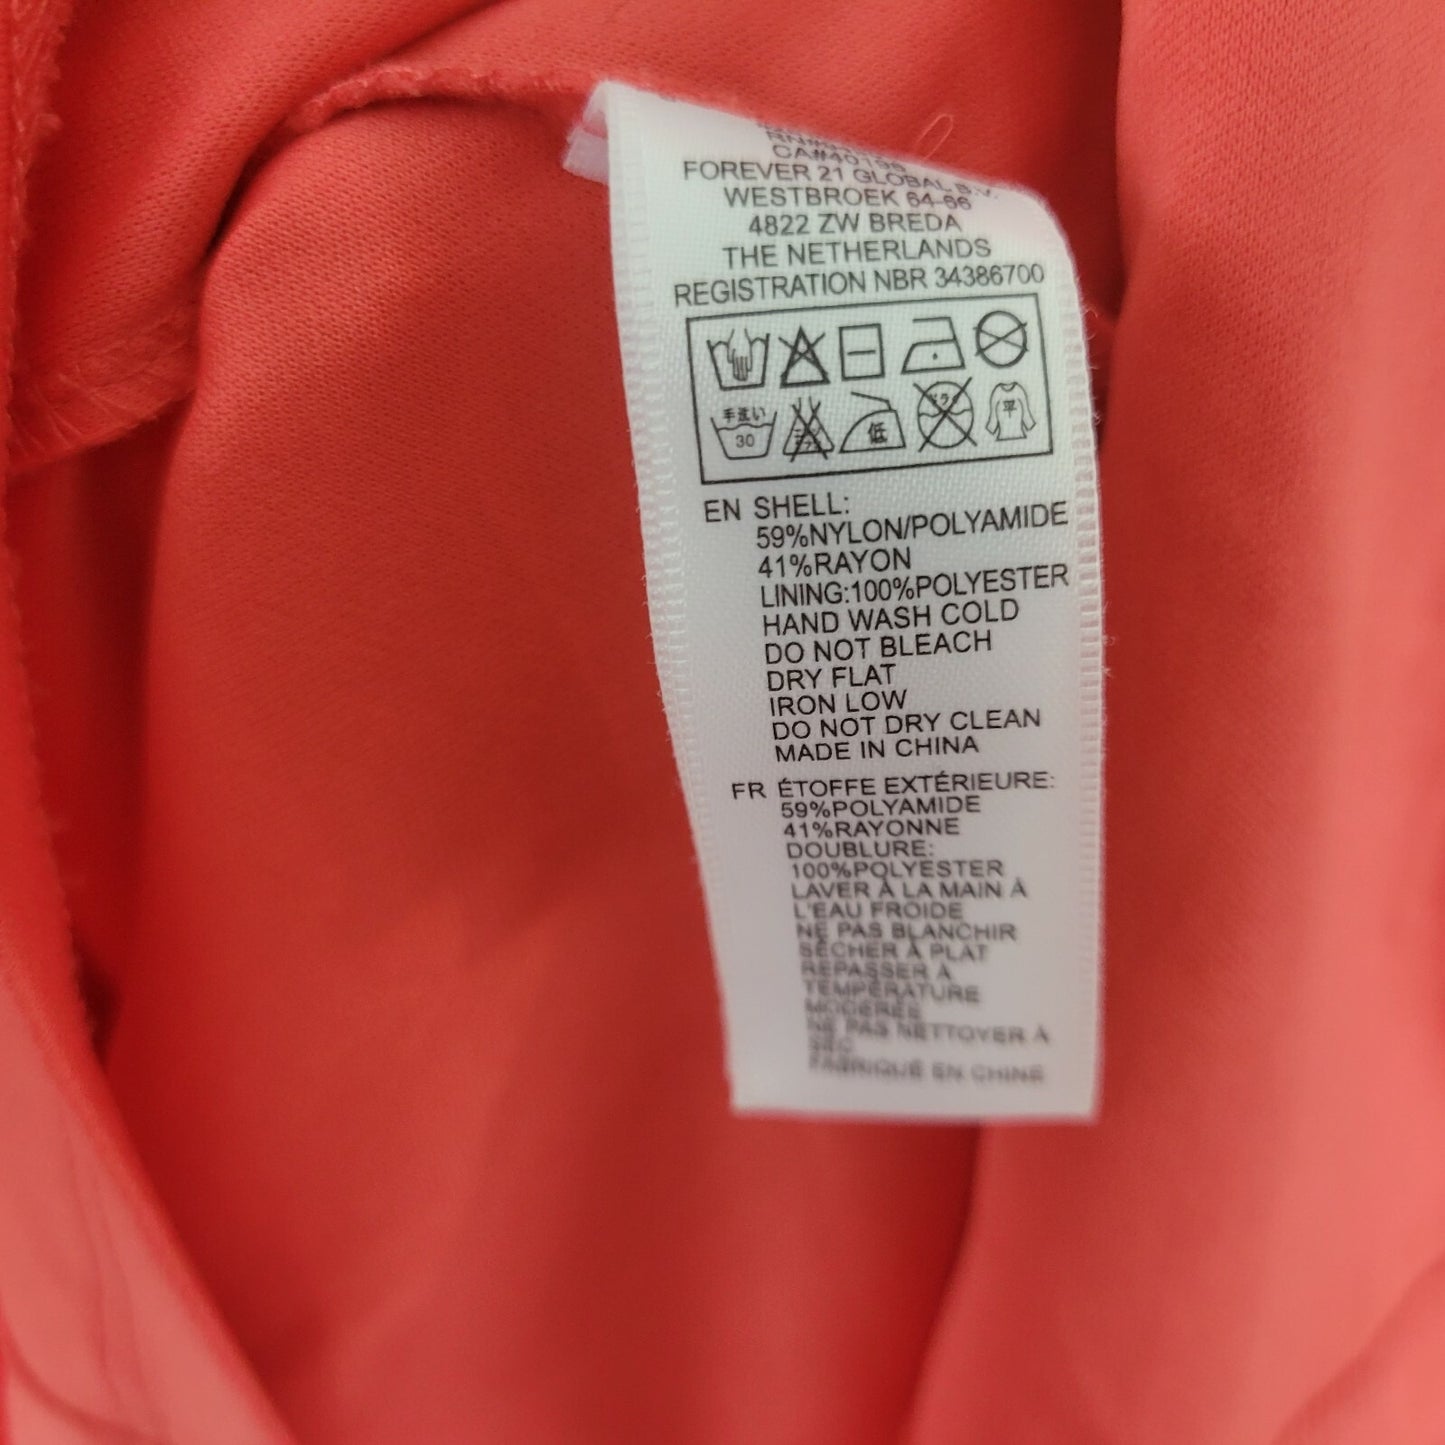 CA#40196
FOREVER 21 GLOBAL B.V.
WESTBROEK 64-66
4822 ZW BREDA
THE NETHERLANDS
REGISTRATION NBR 34386700
手洗い
30
低
平
EN SHELL:
59%NYLON/POLYAMIDE
41%RAYON
LINING:100%POLYESTER
HAND WASH COLD
DO NOT BLEACH
DRY FLAT
IRON LOW
DO NOT DRY CLEAN
MADE IN CHINA
FR ÉTOFFE EXTÉRIEURE:
59%POLYAMIDE
41%RAYONNE
DOUBLURE:
100%POLYESTER
LAVER À LA MAIN À
L'EAU FROIDE
NE PAS BLANCHIR
SÉCHER À PLAT
REPASSER À
TEMPÉRATURE
MODÉRÉE
NE PAS NETTOYER À
SEC
FABRIQUÉ EN CHINE